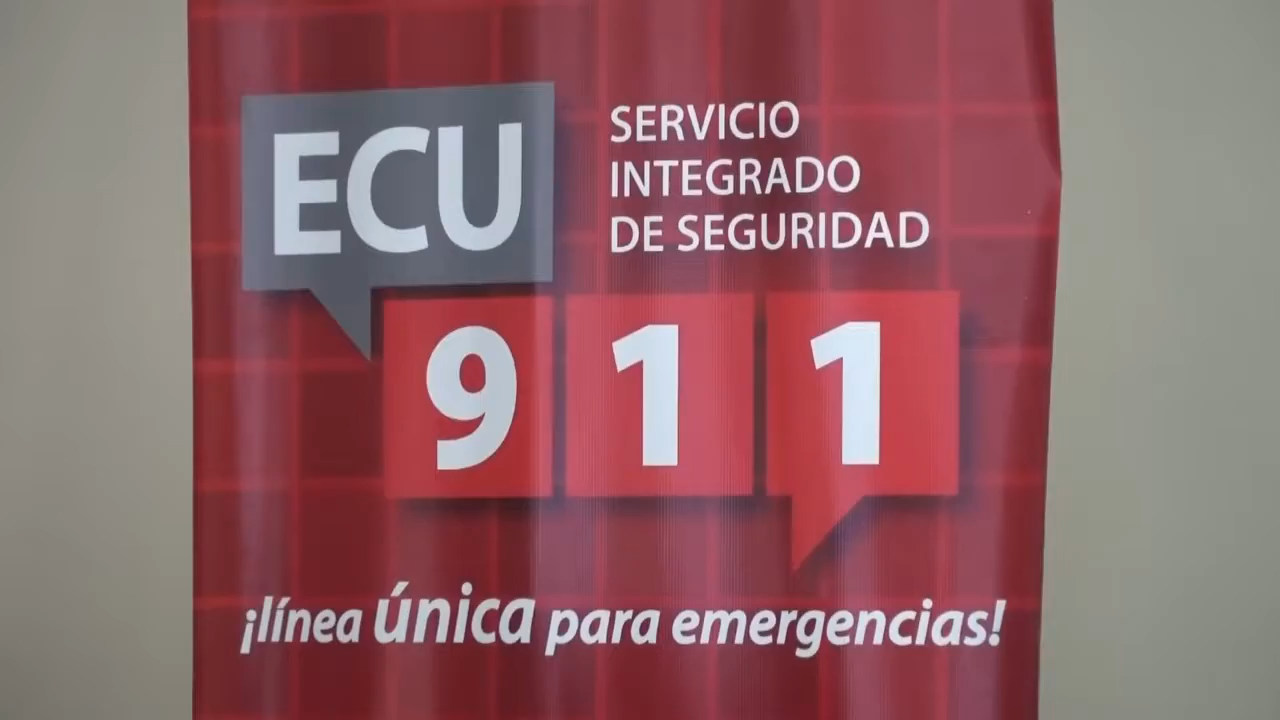 ECU
SERVICIO
INTEGRADO
DE SEGURIDAD
911
¡línea única para emergencias!